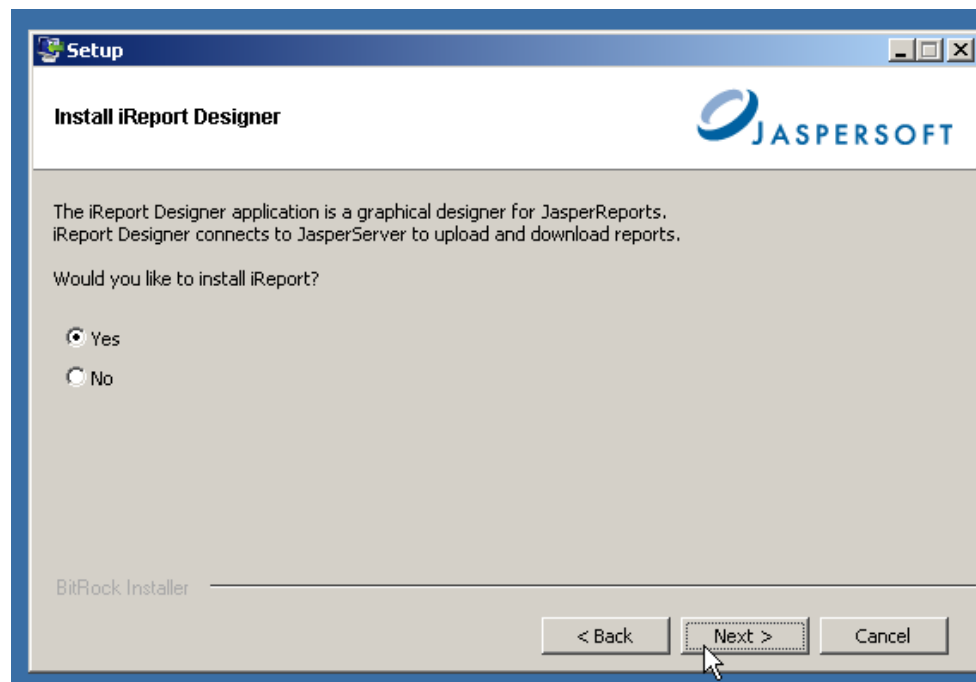 Setup
Install iReport Designer
JASPERSOFT
The iReport Designer application is a graphical designer for JasperReports.
iReport Designer connects to JasperServer to upload and download reports.
Would you like to install iReport?
Yes
No
BitRock Installer
< Back Next > Cancel